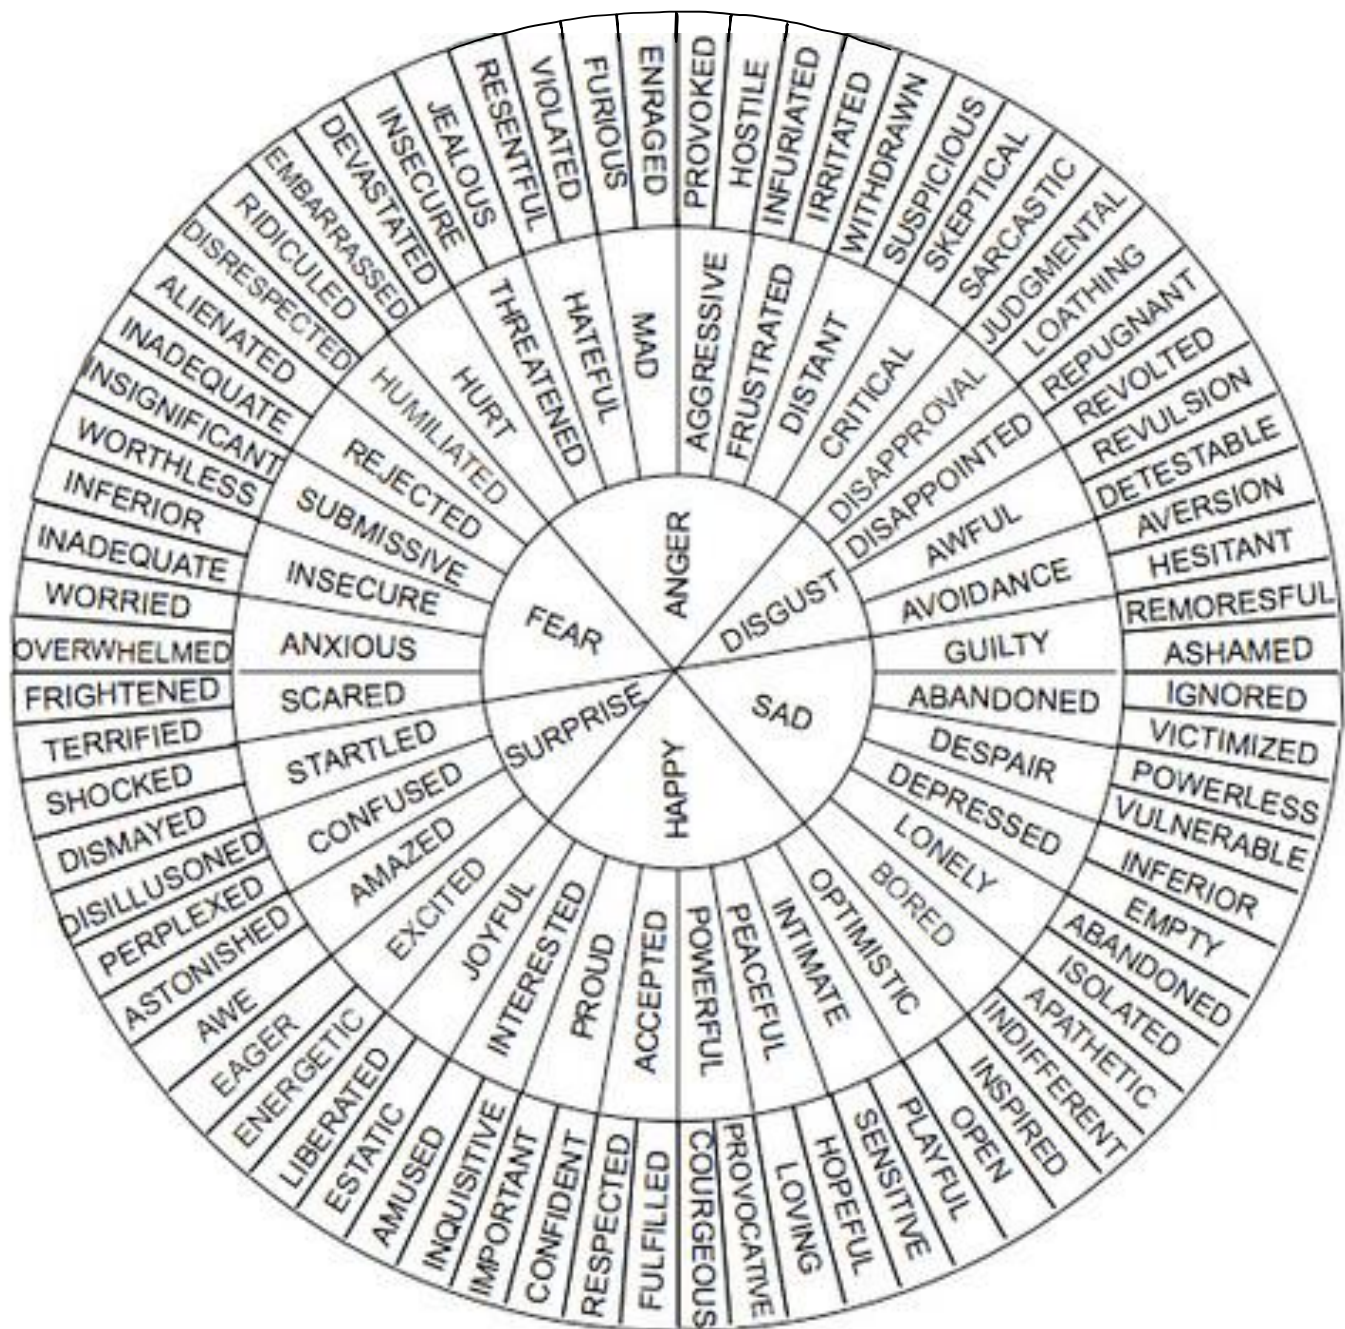 ANGER
DISGUST
SAD
HAPPY
SURPRISE
FEAR
AGGRESSIVE
FRUSTRATED
DISTANT
CRITICAL
DISAPPROVAL
DISAPPOINTED
AWFUL
AVOIDANCE
GUILTY
ABANDONED
DESPAIR
DEPRESSED
LONELY
BORED
OPTIMISTIC
INTIMATE
PEACEFUL
POWERFUL
ACCEPTED
PROUD
INTERESTED
JOYFUL
EXCITED
AMAZED
CONFUSED
STARTLED
SCARED
ANXIOUS
INSECURE
SUBMISSIVE
REJECTED
HUMILIATED
HURT
THREATENED
HATEFUL
MAD
PROVOKED
HOSTILE
INFURIATED
IRRITATED
WITHDRAWN
SUSPICIOUS
SKEPTICAL
SARCASTIC
JUDGMENTAL
LOATHING
REPUGNANT
REVOLTED
REVULSION
DETESTABLE
AVERSION
HESITANT
REMORESFUL
ASHAMED
IGNORED
VICTIMIZED
POWERLESS
VULNERABLE
INFERIOR
EMPTY
ABANDONED
ISOLATED
APATHETIC
INDIFFERENT
INSPIRED
OPEN
PLAYFUL
SENSITIVE
HOPEFUL
LOVING
PROVOCATIVE
COURGEOUS
FULFILLED
RESPECTED
CONFIDENT
IMPORTANT
INQUISITIVE
AMUSED
ESTATIC
LIBERATED
ENERGETIC
EAGER
AWE
ASTONISHED
PERPLEXED
DISILLUSONED
DISMAYED
SHOCKED
TERRIFIED
FRIGHTENED
OVERWHELMED
WORRIED
INADEQUATE
INFERIOR
WORTHLESS
INSIGNIFICANT
INADEQUATE
ALIENATED
DISRESPECTED
RIDICULED
EMBARRASSED
DEVASTATED
INSECURE
JEALOUS
RESENTFUL
VIOLATED
FURIOUS
ENRAGED